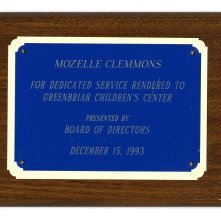 MOZELLE CLEMMONS
FOR DEDICATED SERVICE RENDERED TO
GREENBRIAR CHILDREN'S CENTER
PRESENTED BY
BOARD OF DIRECTORS
DECEMBER 15, 1993